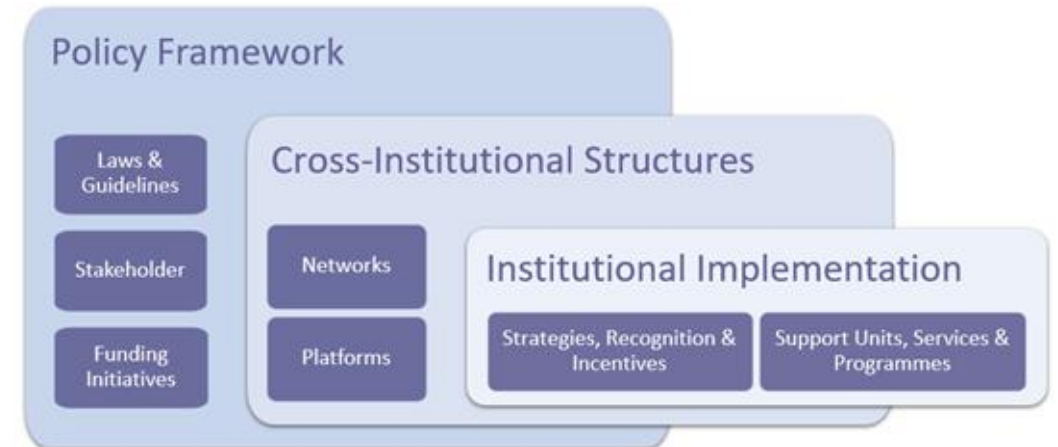 Policy Framework
Laws &
Guidelines
Stakeholder
Funding
Initiatives
Cross-Institutional Structures
Networks
Platforms
Institutional Implementation
Strategies, Recognition &
Incentives
Support Units, Services &
Programmes